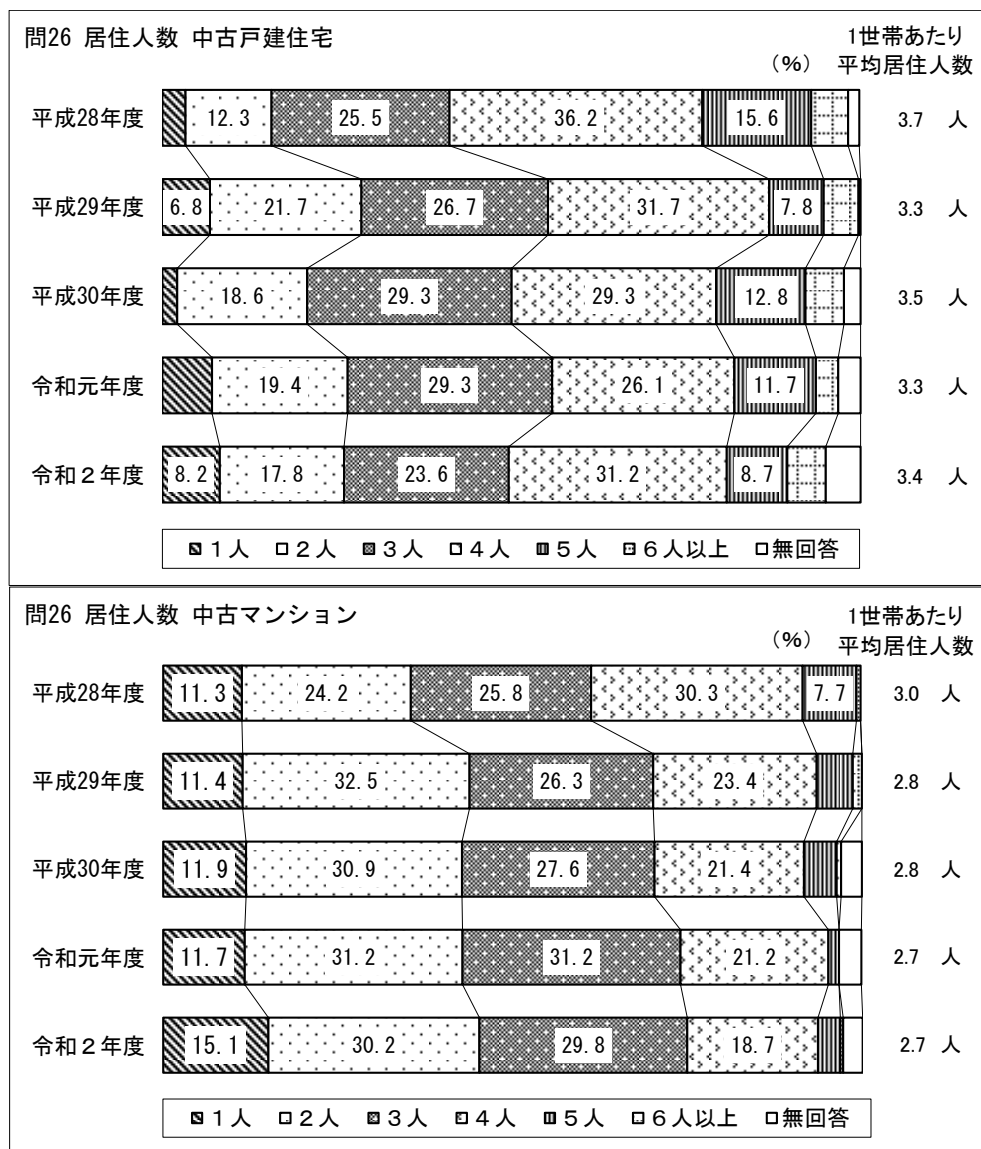 問26 居住人数 中古戸建住宅
1世帯あたり
(%) 平均居住人数
平成28年度 12.3 25.5 36.2 15.6 3.7 人
平成29年度 6.8 21.7 26.7 31.7 7.8 3.3 人
平成30年度 18.6 29.3 29.3 12.8 3.5 人
令和元年度 19.4 29.3 26.1 11.7 3.3 人
令和２年度 8.2 17.8 23.6 31.2 8.7 3.4 人
１人 ２人 ３人 ４人 ５人 ６人以上 無回答
問26 居住人数 中古マンション
1世帯あたり
(%) 平均居住人数
平成28年度 11.3 24.2 25.8 30.3 7.7 3.0 人
平成29年度 11.4 32.5 26.3 23.4 2.8 人
平成30年度 11.9 30.9 27.6 21.4 2.8 人
令和元年度 11.7 31.2 31.2 21.2 2.7 人
令和２年度 15.1 30.2 29.8 18.7 2.7 人
１人 ２人 ３人 ４人 ５人 ６人以上 無回答